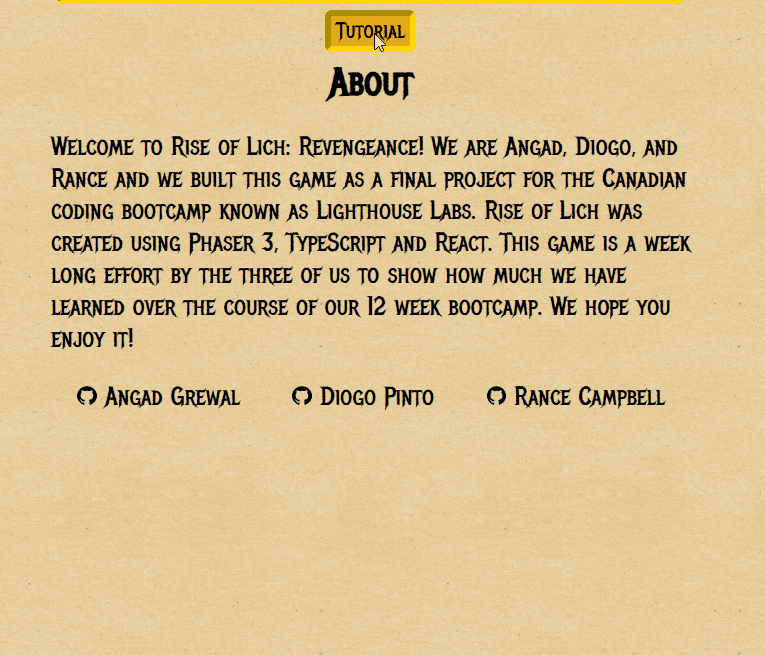 Tutorial
About
Welcome to Rise of Lich: Revengeance! We are Angad, Diogo, and
Rance and we built this game as a final project for the Canadian
coding bootcamp known as Lighthouse Labs. Rise of Lich was
created using Phaser 3, TypeScript and React. This game is a week
long effort by the three of us to show how much we have
learned over the course of our 12 week bootcamp. We hope you
enjoy it!
Angad Grewal Diogo Pinto Rance Campbell